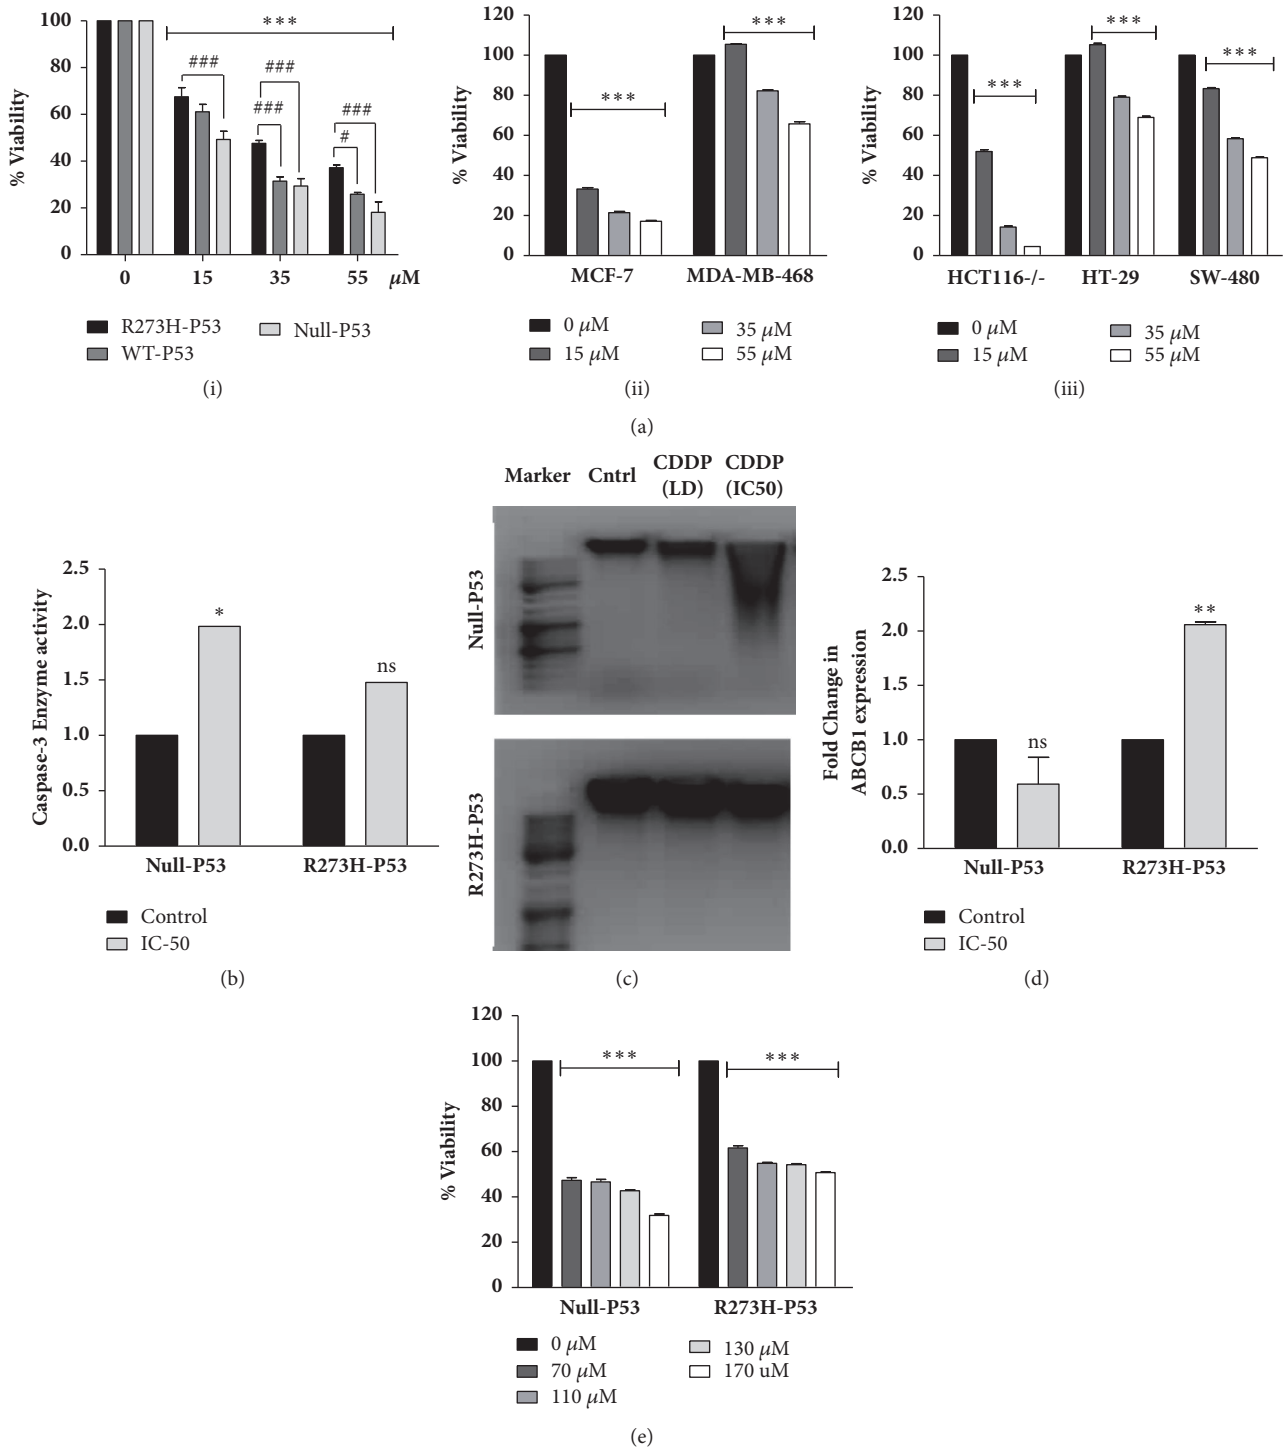 % Viability
100
80
60
40
20
0
***
###
###
###
###
#
0 15 35 55 µM
R273H-P53
WT-P53
Null-P53
(i)
% Viability
120
100
80
60
40
20
0
***
***
MCF-7 MDA-MB-468
0 µM
15 µM
35 µM
55 µM
(ii)
% Viability
120
100
80
60
40
20
0
***
***
***
HCT116-/- HT-29 SW-480
0 µM
15 µM
35 µM
55 µM
(iii)
(a)
Caspase-3 Enzyme activity
2.5
2.0
1.5
1.0
0.5
0.0
*
ns
Null-P53 R273H-P53
Control
IC-50
(b)
Marker Cntrl CDDP (LD) CDDP (IC50)
Null-P53
R273H-P53
(c)
Fold Change in
ABCB1 expression
2.5
2.0
1.5
1.0
0.5
0.0
ns
**
Null-P53 R273H-P53
Control
IC-50
(d)
% Viability
120
100
80
60
40
20
0
***
***
Null-P53 R273H-P53
0 µM
70 µM
110 µM
130 µM
170 uM
(e)